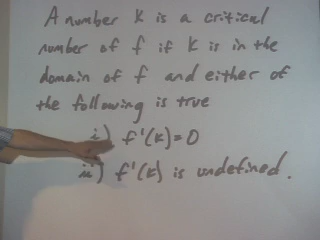 A number k is a critical
number of f if k is in the
domain of f and either of
the following is true
i) f'(k)=0
ii) f'(k) is undefined.